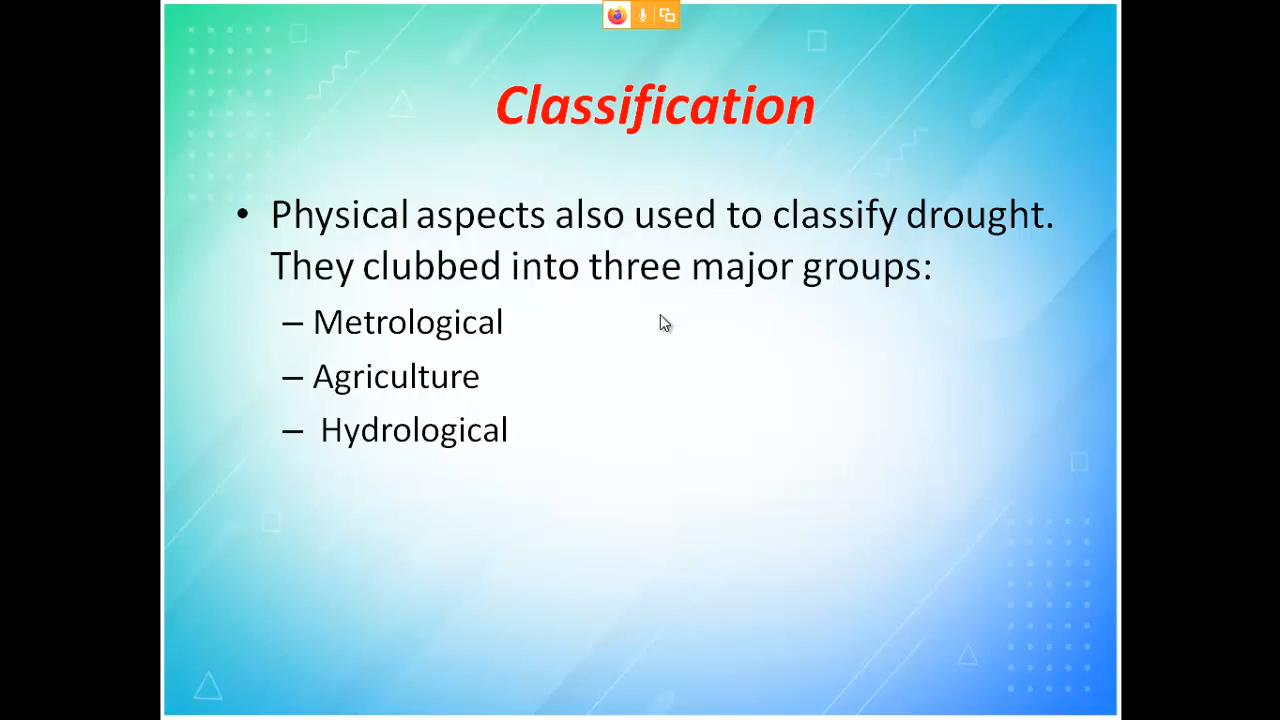 Classification
• Physical aspects also used to classify drought.
They clubbed into three major groups:
– Metrological
– Agriculture
– Hydrological